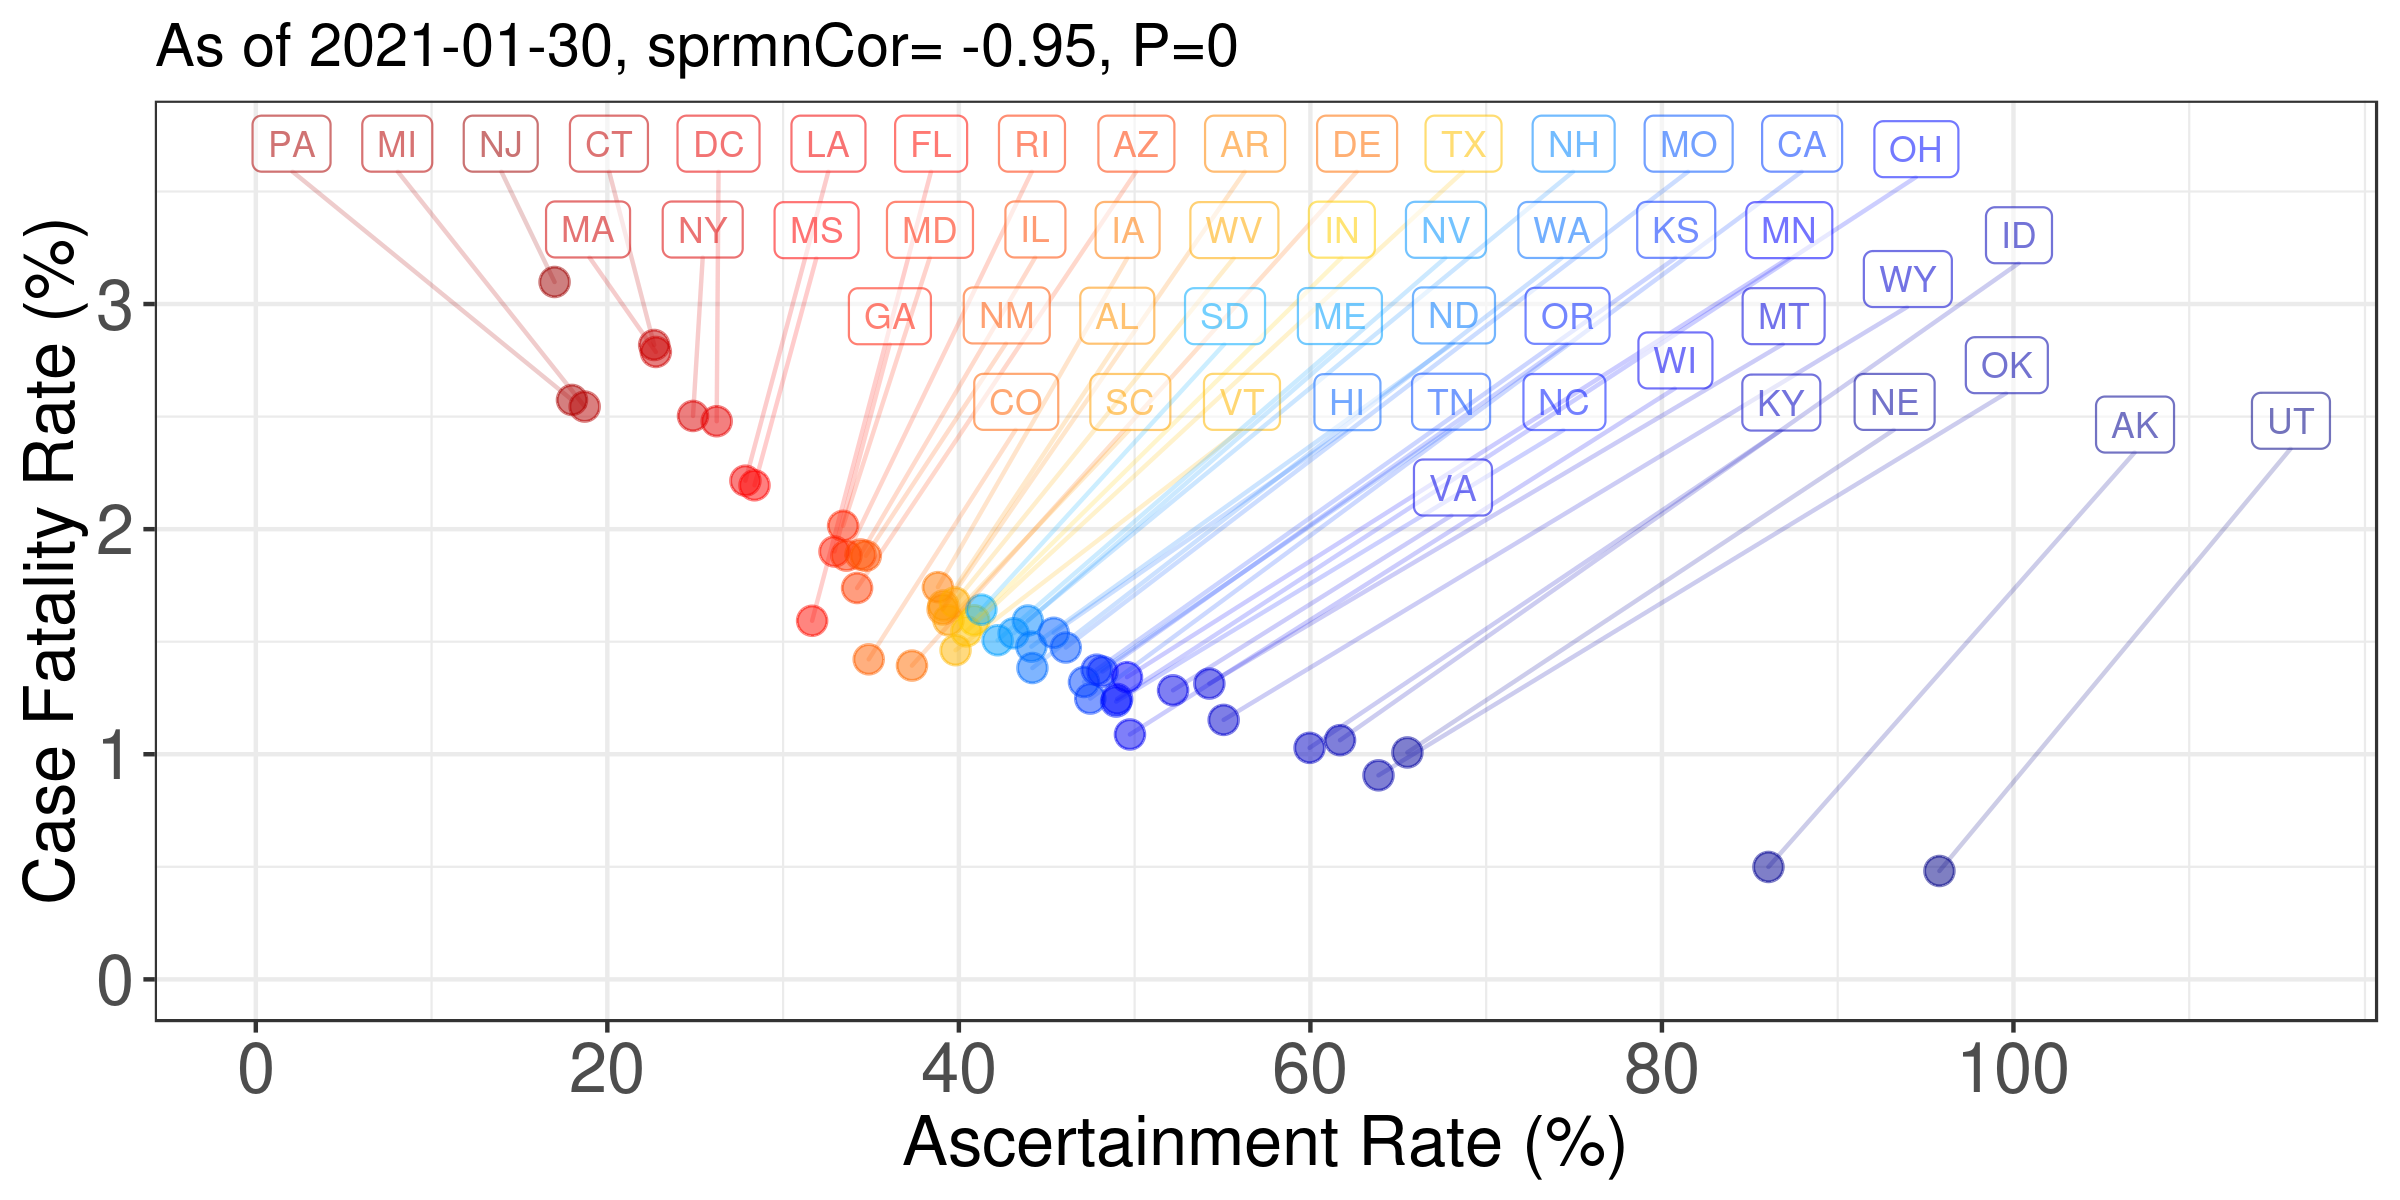 As of 2021-01-30, sprmnCor= -0.95, P=0
PA MI NJ CT DC LA FL RI AZ AR DE TX NH MO CA OH
MA NY MS MD IL IA WV IN NV WA KS MN ID
WY
GA NM AL SD ME ND OR MT
WI OK
CO SC VT HI TN NC KY NE
AK UT
VA
Case Fatality Rate (%)
3
2
1
0
0 20 40 60 80 100
Ascertainment Rate (%)